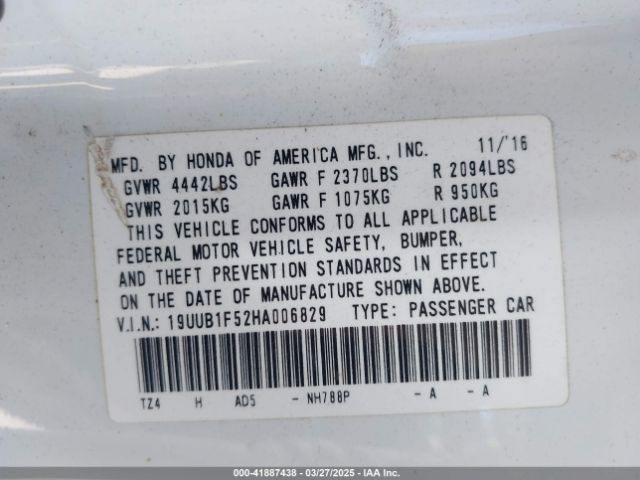 MFD. BY HONDA OF AMERICA MFG., INC. 11/'16
GVWR 4442LBS GAWR F 2370LBS R 2094LBS
GVWR 2015KG GAWR F 1075KG R 950KG
THIS VEHICLE CONFORMS TO ALL APPLICABLE
FEDERAL MOTOR VEHICLE SAFETY, BUMPER,
AND THEFT PREVENTION STANDARDS IN EFFECT
ON THE DATE OF MANUFACTURE SHOWN ABOVE.
V.I.N.: 19UUB1F52HA006829 TYPE: PASSENGER CAR
TZ4 H AD5 - NH788P - A - A
000-41887438 - 03/27/2025 - IAA Inc.